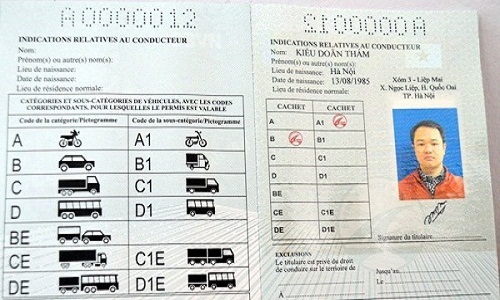 A0000012
INDICATIONS RELATIVES AU CONDUCTEUR
Nom:
Prénom(s) ou autre(s) nom(s):
Lieu de naissance:
Date de naissance:
Lieu de résidence normale:
CATÉGORIES ET SOUS-CATÉGORIES DE VÉHICULES, AVEC LES CODES
CORRESPONDANTS, POUR LESQUELLES LE PERMIS EST VALABLE
Code de la catégorie/Pictogramme Code de la sous-catégorie/Pictogramme
A A1
B B1
C C1
D D1
BE
CE C1E
DE D1E
A0000012
INDICATIONS RELATIVES AU CONDUCTEUR
Nom: KIỀU DOÃN THÁM
Prénom(s) ou autre(s) nom(s):
Lieu de naissance: Hà Nội
Date de naissance: 13/08/1985
Lieu de résidence normale: Xóm 3 - Liệp Mai
X. Ngọc Liệp, H. Quốc Oai
TP. Hà Nội
CACHET CACHET
A A1
B B1
C C1
D D1
BE
CE C1E
DE D1E
Signature du titulaire
EXCLUSIONS
Le titulaire est privé du droit
de conduire sur le territoire de
Jusqu'au
Le